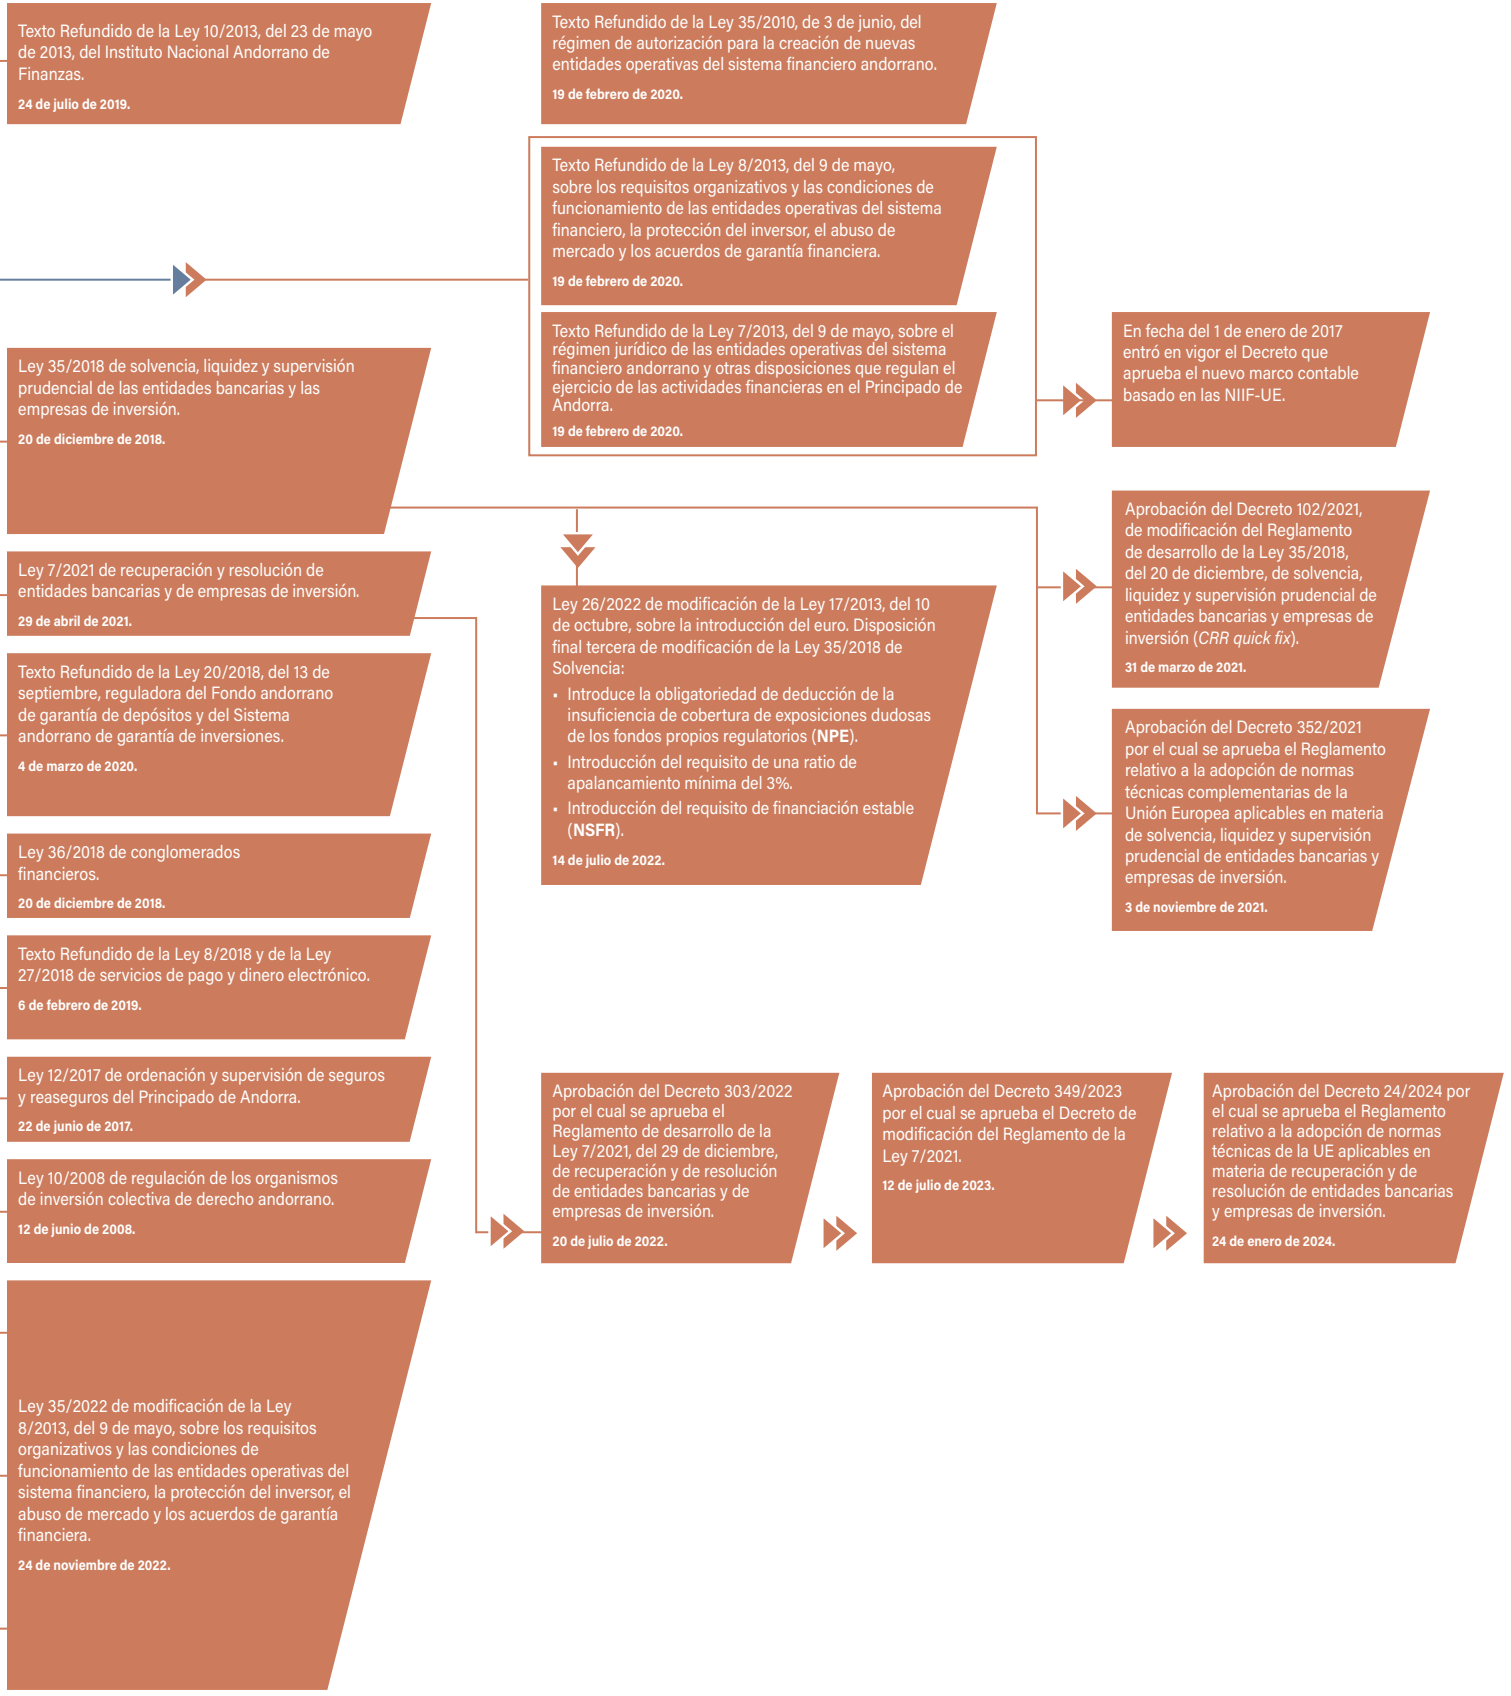 Texto Refundido de la Ley 10/2013, del 23 de mayo
de 2013, del Instituto Nacional Andorrano de
Finanzas.
24 de julio de 2019.
Texto Refundido de la Ley 35/2010, de 3 de junio, del
régimen de autorización para la creación de nuevas
entidades operativas del sistema financiero andorrano.
19 de febrero de 2020.
Texto Refundido de la Ley 8/2013, del 9 de mayo,
sobre los requisitos organizativos y las condiciones de
funcionamiento de las entidades operativas del sistema
financiero, la protección del inversor, el abuso de
mercado y los acuerdos de garantía financiera.
19 de febrero de 2020.
Texto Refundido de la Ley 7/2013, del 9 de mayo, sobre el
régimen jurídico de las entidades operativas del sistema
financiero andorrano y otras disposiciones que regulan el
ejercicio de las actividades financieras en el Principado de
Andorra.
19 de febrero de 2020.
En fecha del 1 de enero de 2017
entró en vigor el Decreto que
aprueba el nuevo marco contable
basado en las NIIF-UE.
Ley 35/2018 de solvencia, liquidez y supervisión
prudencial de las entidades bancarias y las
empresas de inversión.
20 de diciembre de 2018.
Aprobación del Decreto 102/2021,
de modificación del Reglamento
de desarrollo de la Ley 35/2018,
del 20 de diciembre, de solvencia,
liquidez y supervisión prudencial de
entidades bancarias y empresas de
inversión (CRR quick fix).
31 de marzo de 2021.
Ley 7/2021 de recuperación y resolución de
entidades bancarias y de empresas de inversión.
29 de abril de 2021.
Ley 26/2022 de modificación de la Ley 17/2013, del 10
de octubre, sobre la introducción del euro. Disposición
final tercera de modificación de la Ley 35/2018 de
Solvencia:
• Introduce la obligatoriedad de deducción de la
insuficiencia de cobertura de exposiciones dudosas
de los fondos propios regulatorios (NPE).
• Introducción del requisito de una ratio de
apalancamiento mínima del 3%.
• Introducción del requisito de financiación estable
(NSFR).
14 de julio de 2022.
Texto Refundido de la Ley 20/2018, del 13 de
septiembre, reguladora del Fondo andorrano
de garantía de depósitos y del Sistema
andorrano de garantía de inversiones.
4 de marzo de 2020.
Aprobación del Decreto 352/2021
por el cual se aprueba el Reglamento
relativo a la adopción de normas
técnicas complementarias de la
Unión Europea aplicables en materia
de solvencia, liquidez y supervisión
prudencial de entidades bancarias y
empresas de inversión.
3 de noviembre de 2021.
Ley 36/2018 de conglomerados
financieros.
20 de diciembre de 2018.
Texto Refundido de la Ley 8/2018 y de la Ley
27/2018 de servicios de pago y dinero electrónico.
6 de febrero de 2019.
Ley 12/2017 de ordenación y supervisión de seguros
y reaseguros del Principado de Andorra.
22 de junio de 2017.
Ley 10/2008 de regulación de los organismos
de inversión colectiva de derecho andorrano.
12 de junio de 2008.
Aprobación del Decreto 303/2022
por el cual se aprueba el
Reglamento de desarrollo de la
Ley 7/2021, del 29 de diciembre,
de recuperación y de resolución
de entidades bancarias y de
empresas de inversión.
20 de julio de 2022.
Aprobación del Decreto 349/2023
por el cual se aprueba el Decreto de
modificación del Reglamento de la
Ley 7/2021.
12 de julio de 2023.
Aprobación del Decreto 24/2024 por
el cual se aprueba el Reglamento
relativo a la adopción de normas
técnicas de la UE aplicables en
materia de recuperación y de
resolución de entidades bancarias
y empresas de inversión.
24 de enero de 2024.
Ley 35/2022 de modificación de la Ley
8/2013, del 9 de mayo, sobre los requisitos
organizativos y las condiciones de
funcionamiento de las entidades operativas del
sistema financiero, la protección del inversor, el
abuso de mercado y los acuerdos de garantía
financiera.
24 de noviembre de 2022.